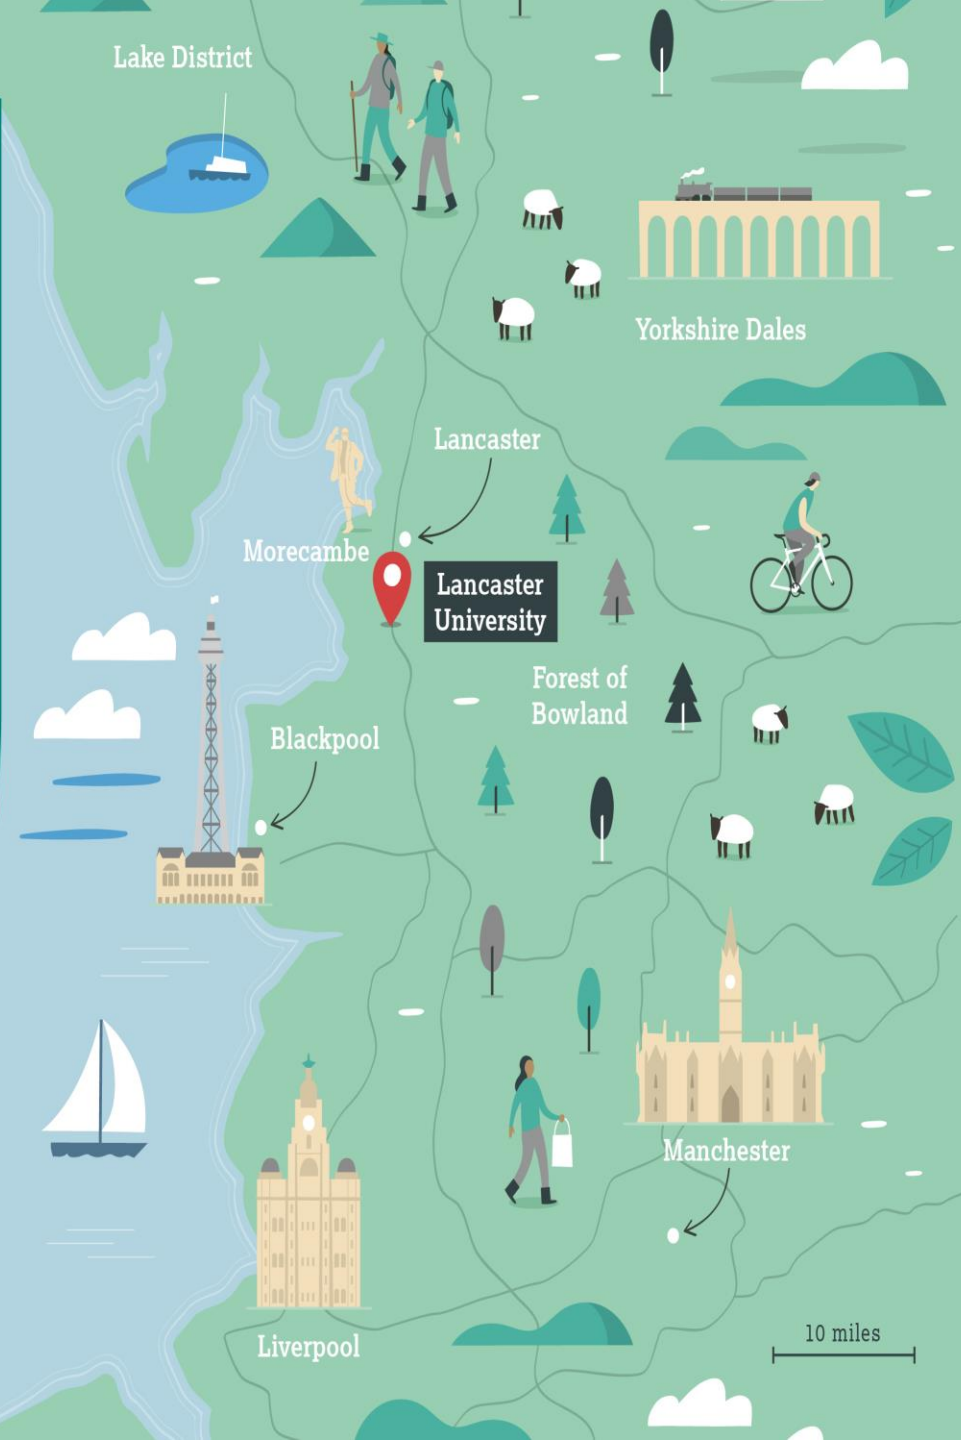 Lake District
Yorkshire Dales
Lancaster
Morecambe
Lancaster
University
Forest of
Bowland
Blackpool
Manchester
10 miles
Liverpool